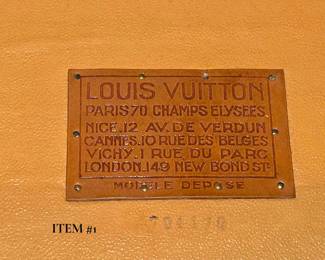 LOUIS VUITTON
PARIS 70 CHAMPS ELYSEES
NICE.12 AV. DE VERDUN
CANNES.10 RUE DES BELGES
VICHY.1 RUE DU PARC
LONDON.149 NEW BOND ST.
MODELE DEPOSE
ITEM #1